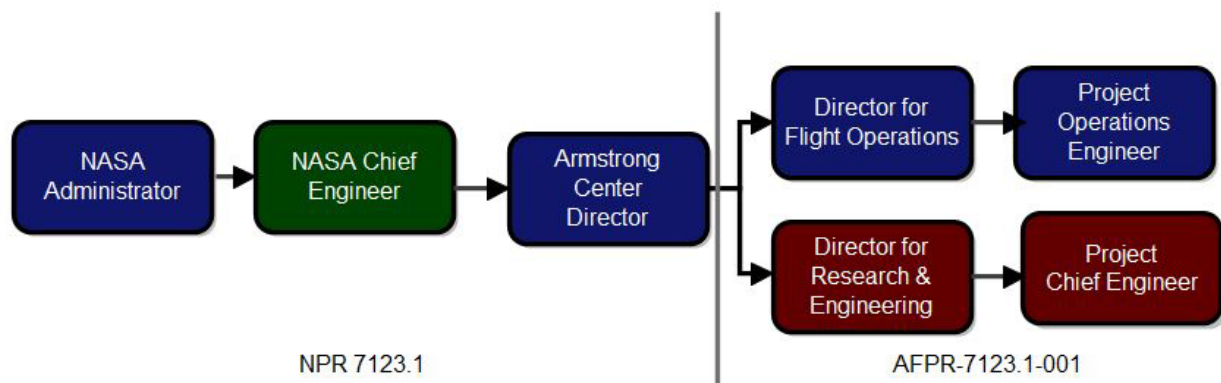 NASA
Administrator
NASA Chief
Engineer
Armstrong
Center
Director
Director for
Flight Operations
Project
Operations
Engineer
Director for
Research &
Engineering
Project
Chief Engineer
NPR 7123.1
AFPR-7123.1-001